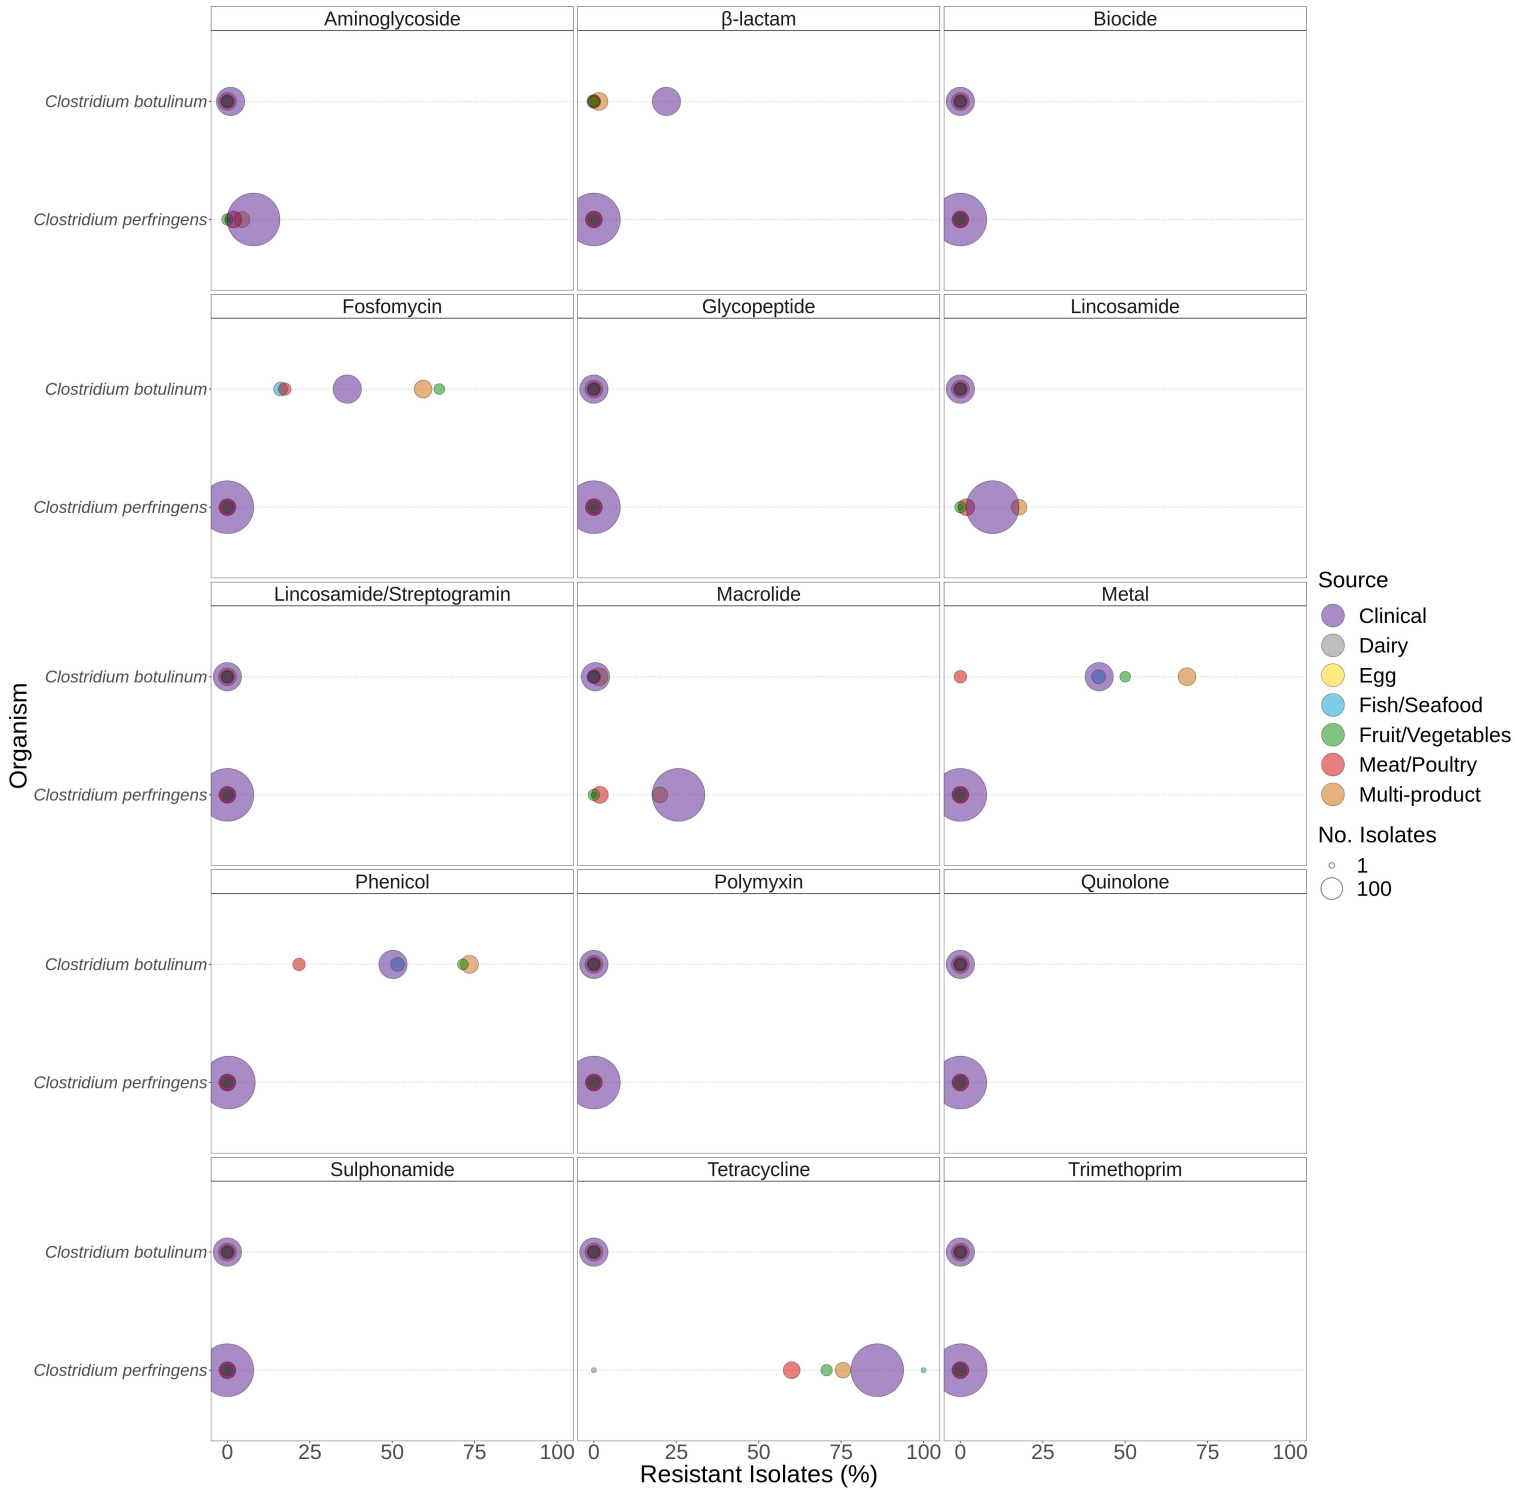 Aminoglycoside
β-lactam
Biocide
Clostridium botulinum
Clostridium perfringens
Fosfomycin
Glycopeptide
Lincosamide
Clostridium botulinum
Clostridium perfringens
Lincosamide/Streptogramin
Macrolide
Metal
Clostridium botulinum
Clostridium perfringens
Phenicol
Polymyxin
Quinolone
Clostridium botulinum
Clostridium perfringens
Sulphonamide
Tetracycline
Trimethoprim
Clostridium botulinum
Clostridium perfringens
0 25 50 75 100
0 25 50 75 100
0 25 50 75 100
Resistant Isolates (%)
Organism
Source
Clinical
Dairy
Egg
Fish/Seafood
Fruit/Vegetables
Meat/Poultry
Multi-product
No. Isolates
1
100